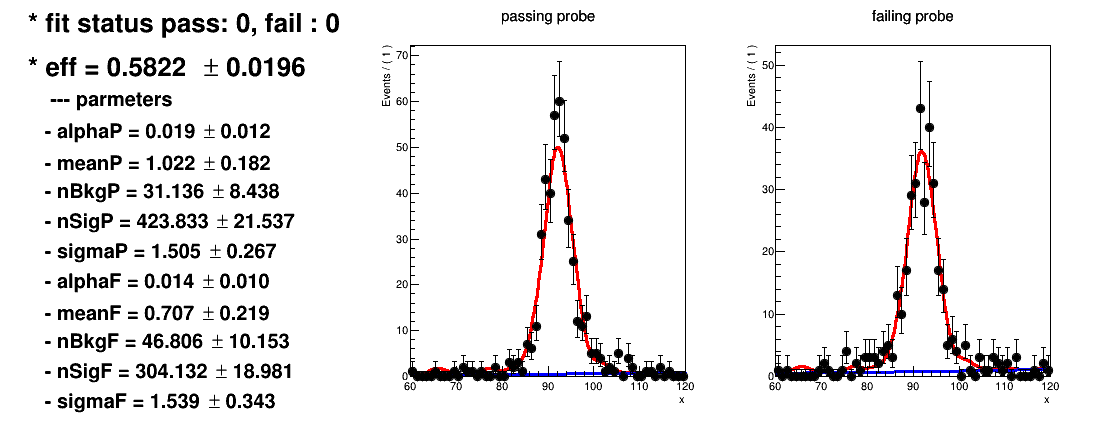 * fit status pass: 0, fail : 0
* eff = 0.5822 ± 0.0196
--- parmeters
- alphaP = 0.019 ± 0.012
- meanP = 1.022 ± 0.182
- nBkgP = 31.136 ± 8.438
- nSigP = 423.833 ± 21.537
- sigmaP = 1.505 ± 0.267
- alphaF = 0.014 ± 0.010
- meanF = 0.707 ± 0.219
- nBkgF = 46.806 ± 10.153
- nSigF = 304.132 ± 18.981
- sigmaF = 1.539 ± 0.343
passing probe
Events / ( 1 )
70
60
50
40
30
20
10
0
60 70 80 90 100 110 120
x
failing probe
Events / ( 1 )
50
40
30
20
10
0
60 70 80 90 100 110 120
x